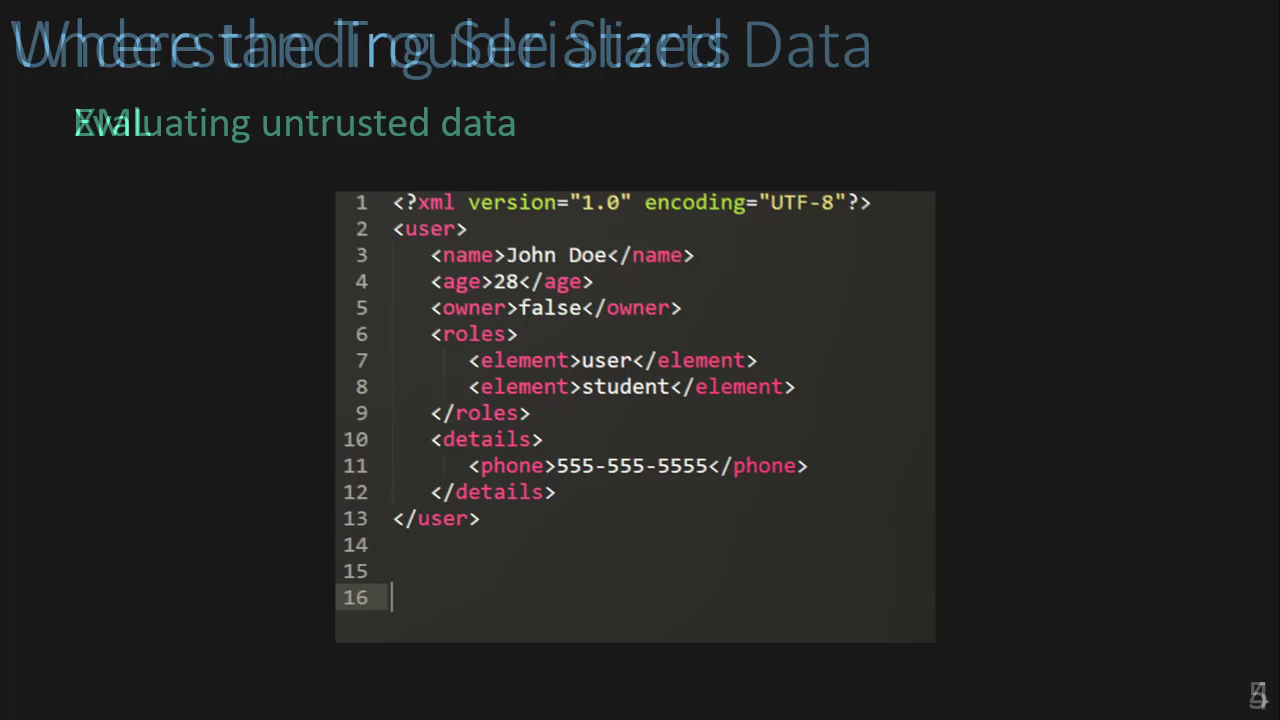 Understanding Serialized Data
Where the Trouble Starts
XML
Evaluating untrusted data
1 <?xml version="1.0" encoding="UTF-8"?>
2 <user>
3 <name>John Doe</name>
4 <age>28</age>
5 <owner>false</owner>
6 <roles>
7 <element>user</element>
8 <element>student</element>
9 </roles>
10 <details>
11 <phone>555-555-5555</phone>
12 </details>
13 </user>
14
15
16